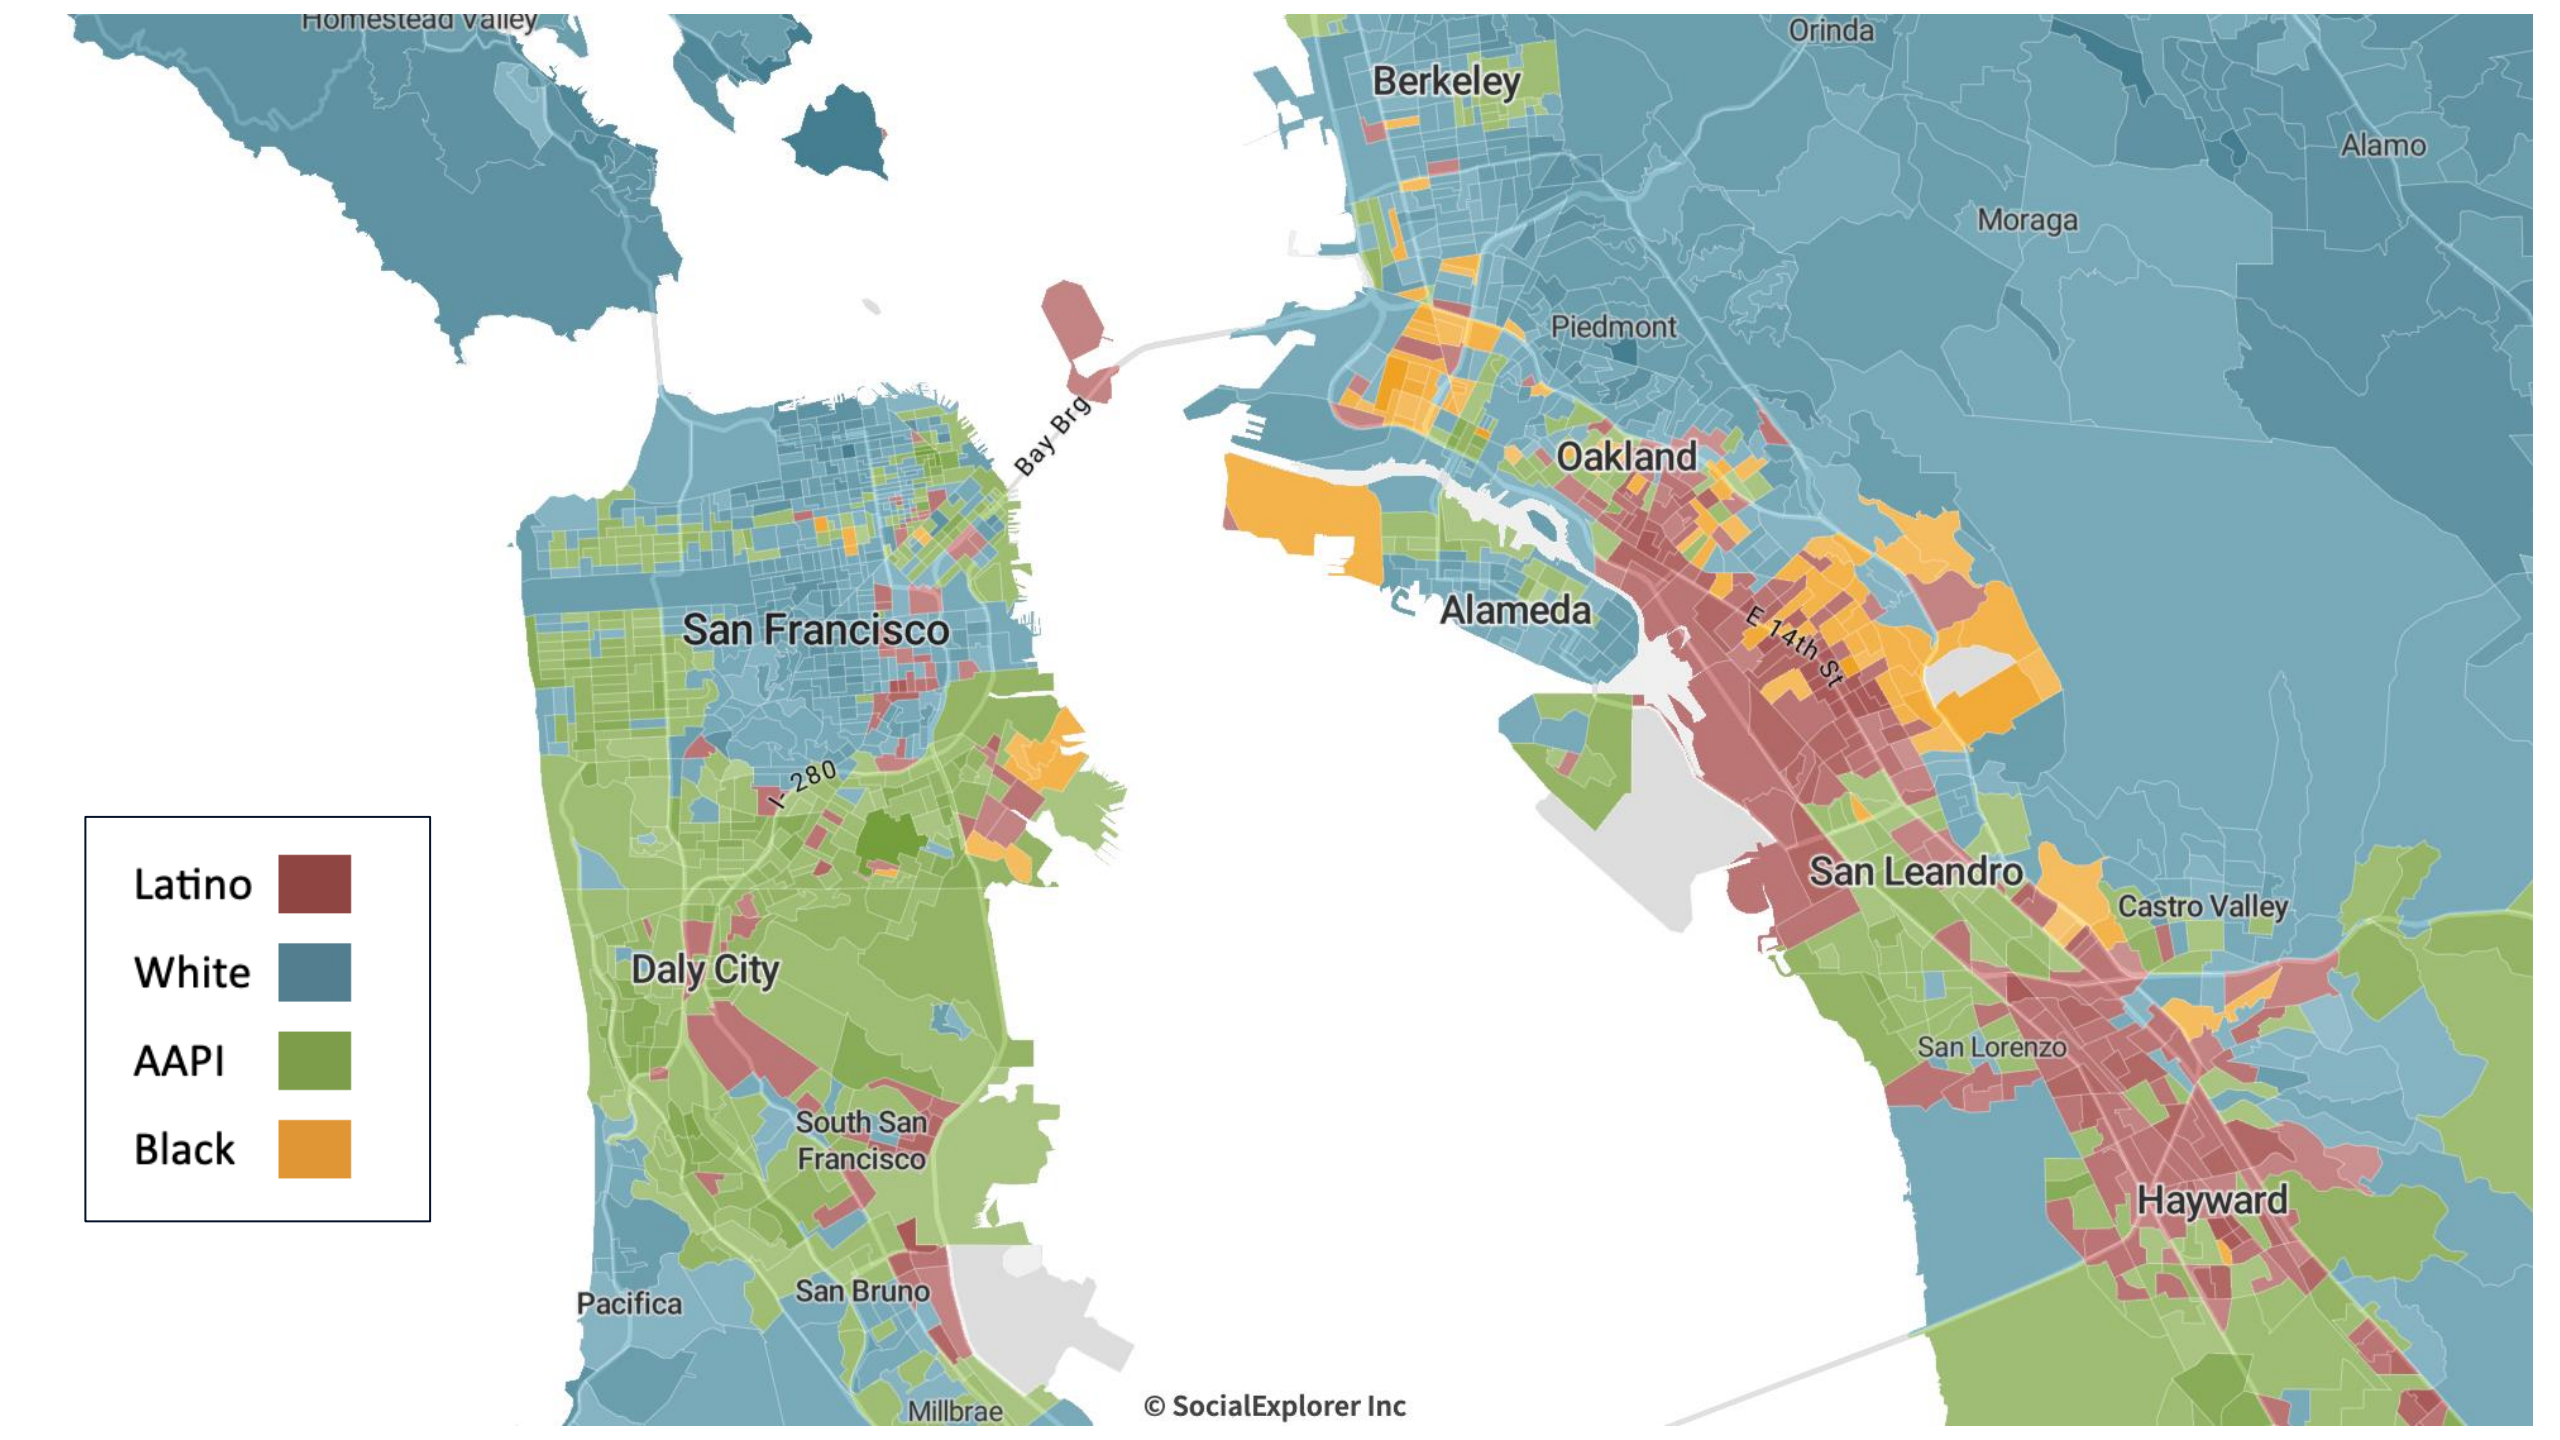 Homestead Valley
Orinda
Berkeley
Alamo
Moraga
Piedmont
Bay Brg
Oakland
San Francisco
Alameda
E 14th St
I- 280
San Leandro
Castro Valley
Daly City
San Lorenzo
South San
Francisco
Hayward
San Bruno
Pacifica
Millbrae
© SocialExplorer Inc
Latino
White
AAPI
Black